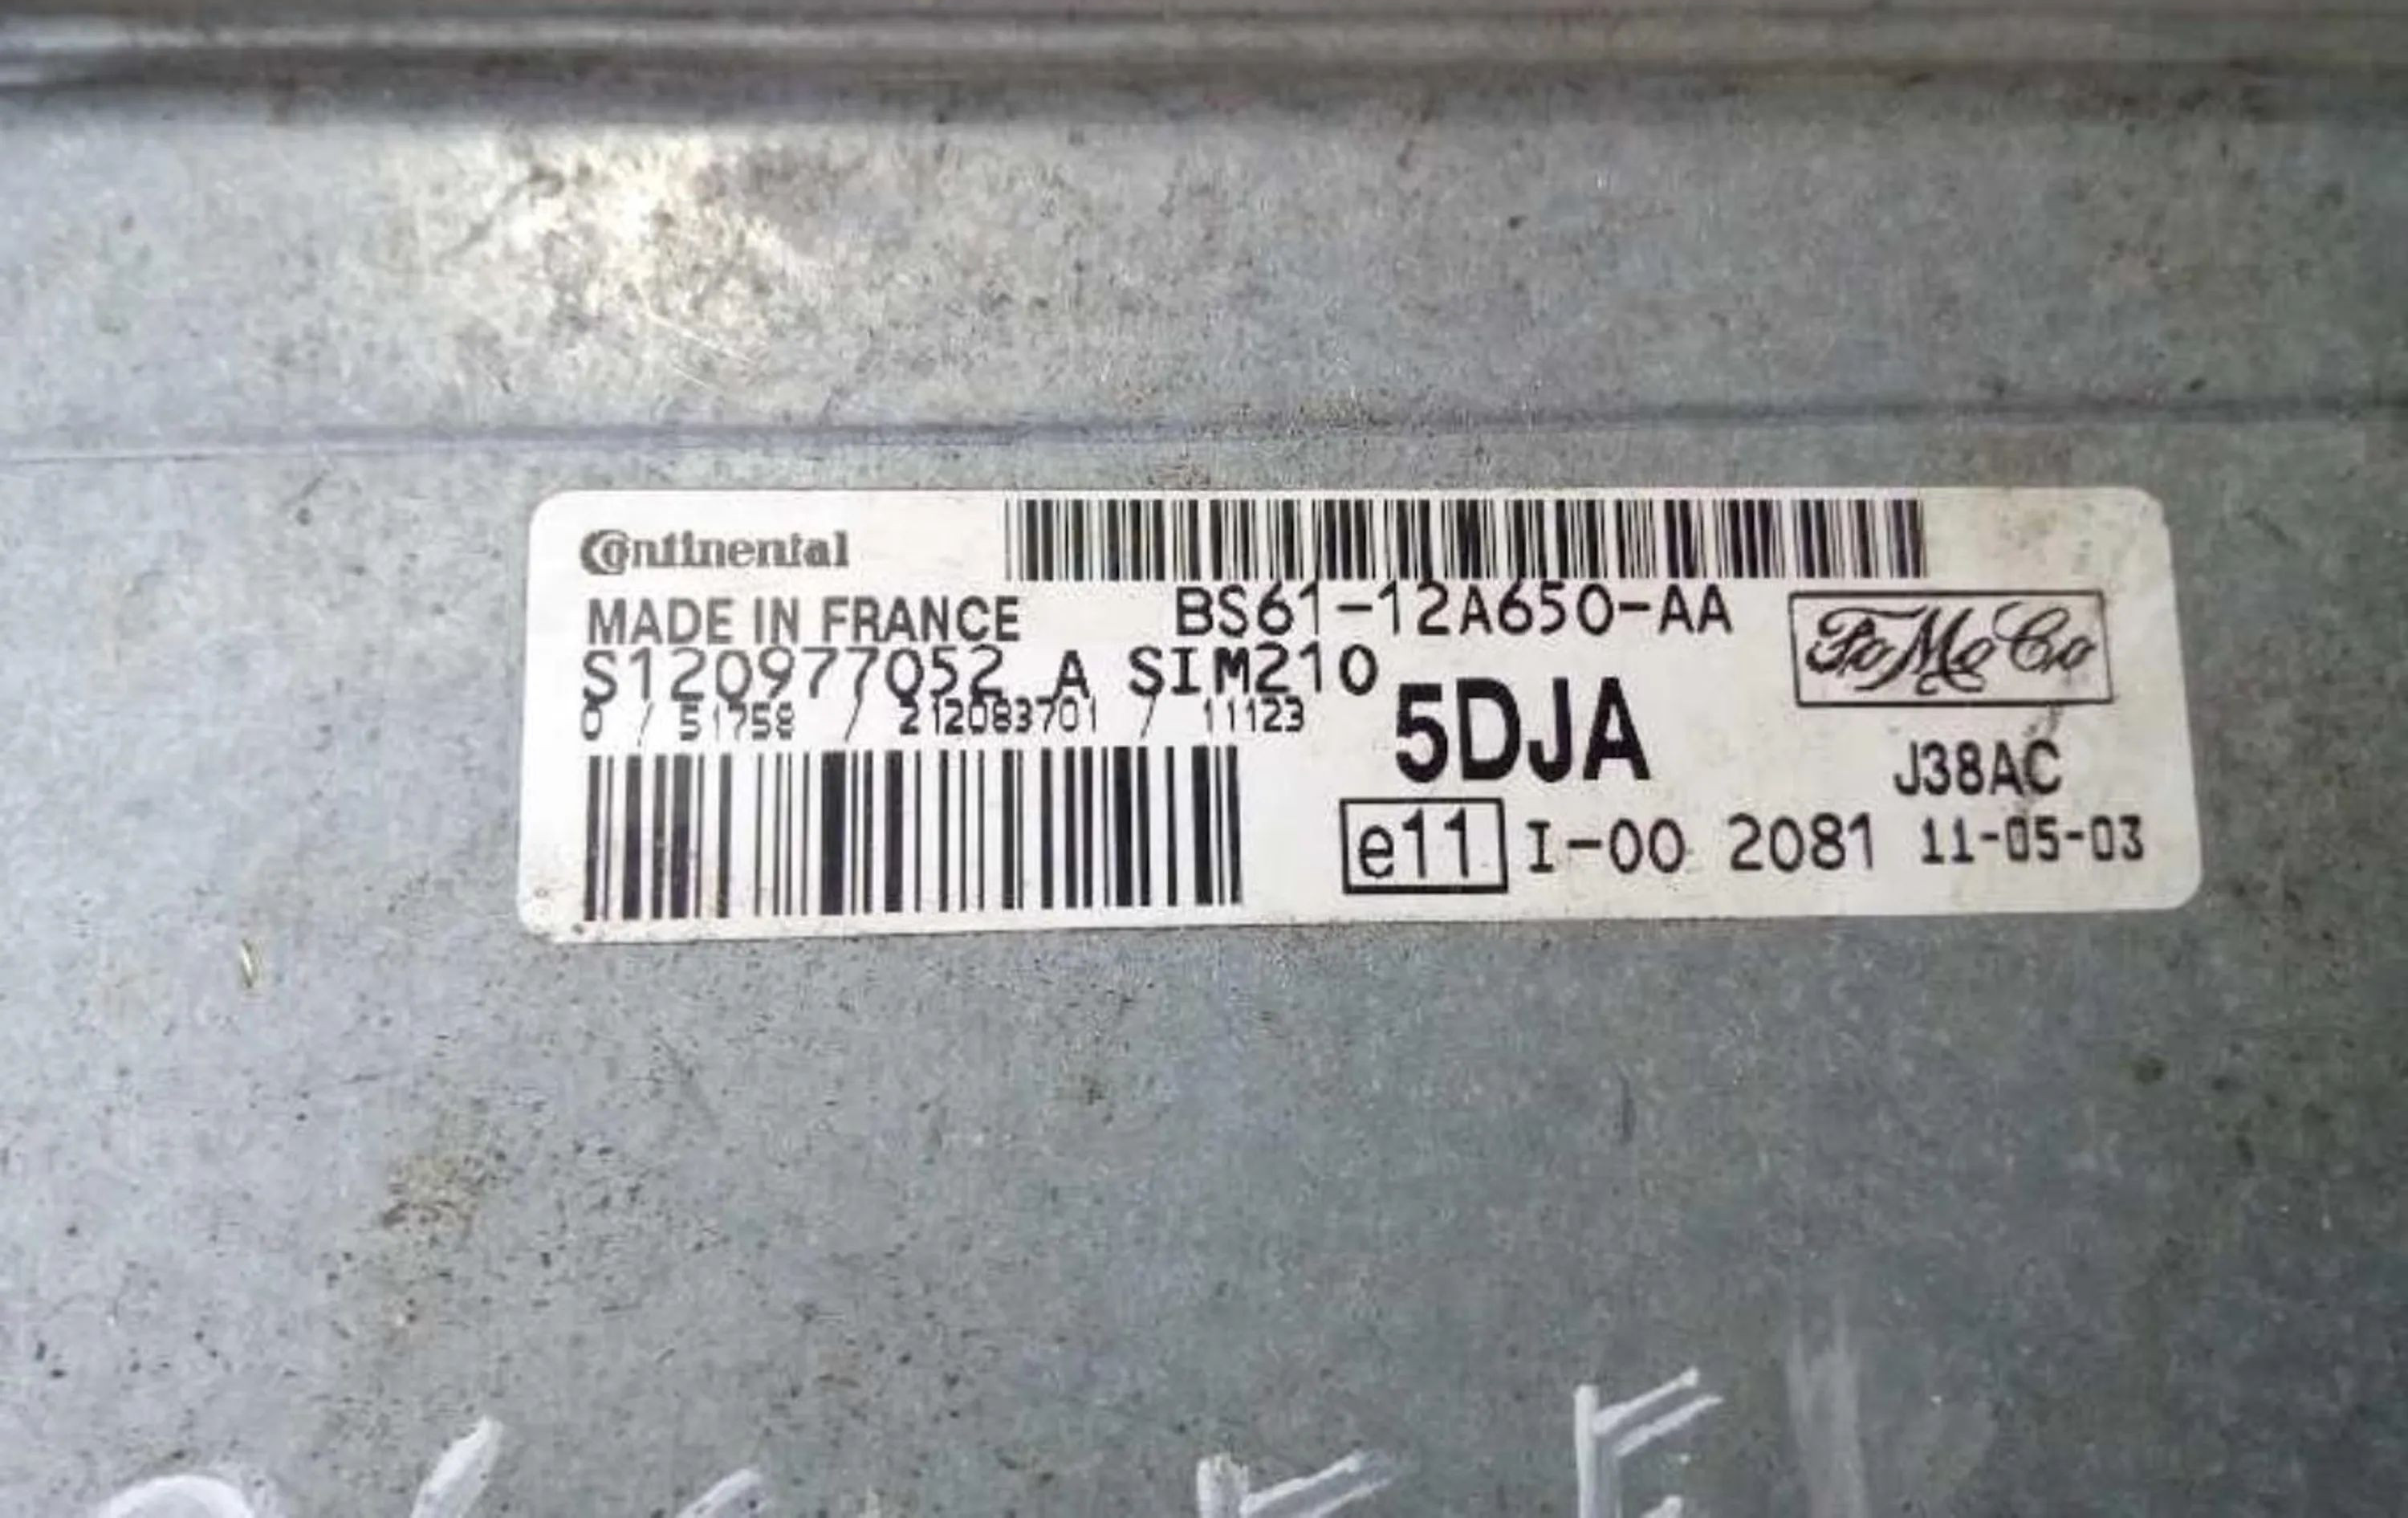 Continental
MADE IN FRANCE
BS61-12A650-AA
FoMoCo
S120977052 A SIM210
0 / 51758 / 212083701 / 11123
5DJA
J38AC
e11 I-00 2081 11-05-03